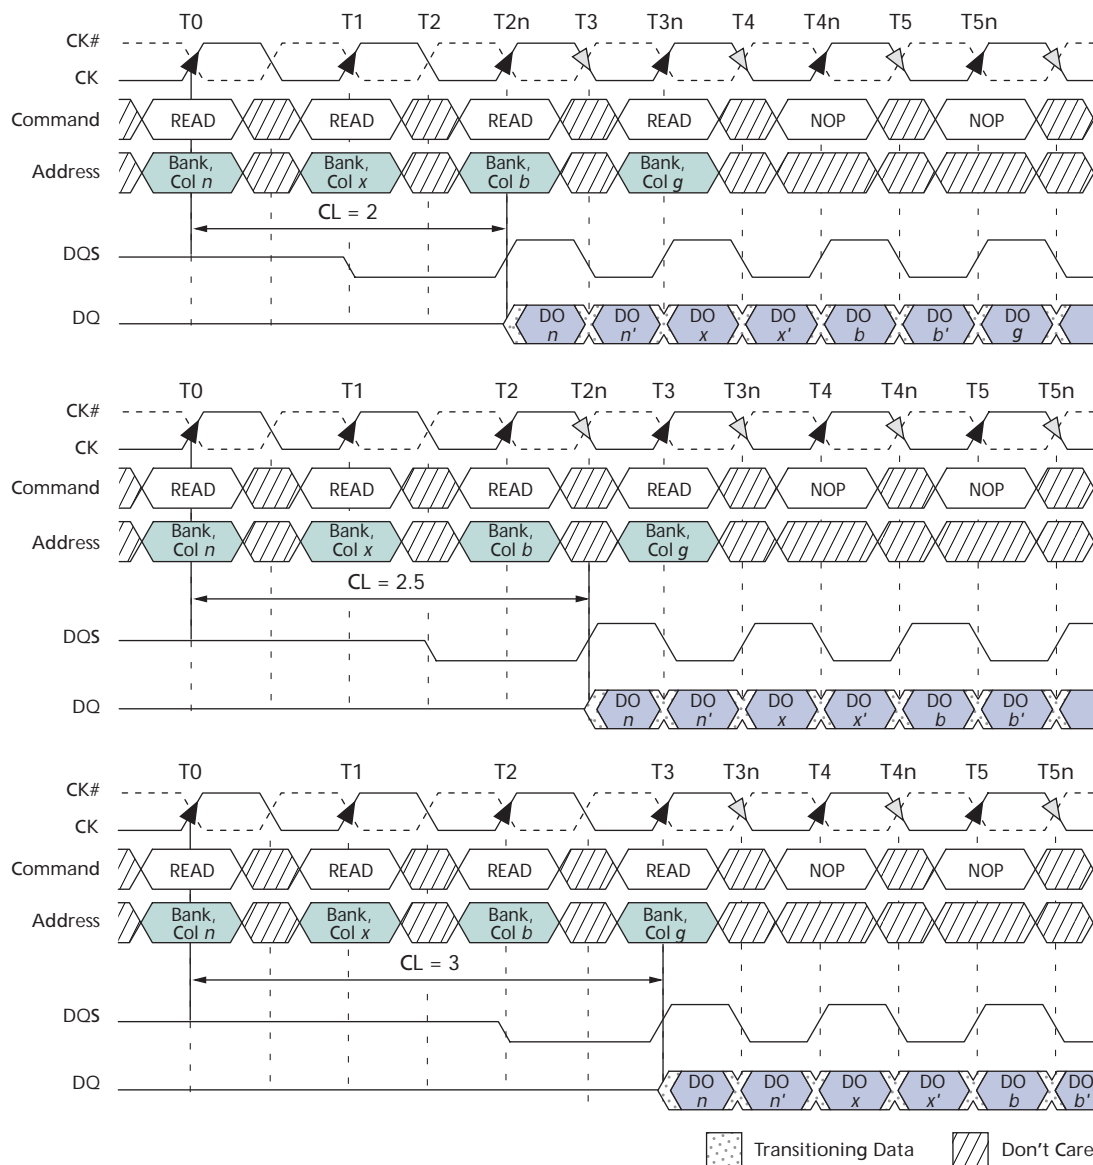 T0 T1 T2 T2n T3 T3n T4 T4n T5 T5n
CK#
CK
Command READ READ READ READ NOP NOP
Address Bank, Col n Bank, Col x Bank, Col b Bank, Col g
CL = 2
DQS
DQ DO n DO n' DO x DO x' DO b DO b' DO g
T0 T1 T2 T2n T3 T3n T4 T4n T5 T5n
CK#
CK
Command READ READ READ READ NOP NOP
Address Bank, Col n Bank, Col x Bank, Col b Bank, Col g
CL = 2.5
DQS
DQ DO n DO n' DO x DO x' DO b DO b'
T0 T1 T2 T3 T3n T4 T4n T5 T5n
CK#
CK
Command READ READ READ READ NOP NOP
Address Bank, Col n Bank, Col x Bank, Col b Bank, Col g
CL = 3
DQS
DQ DO n DO n' DO x DO x' DO b DO b'
Transitioning Data Don't Care